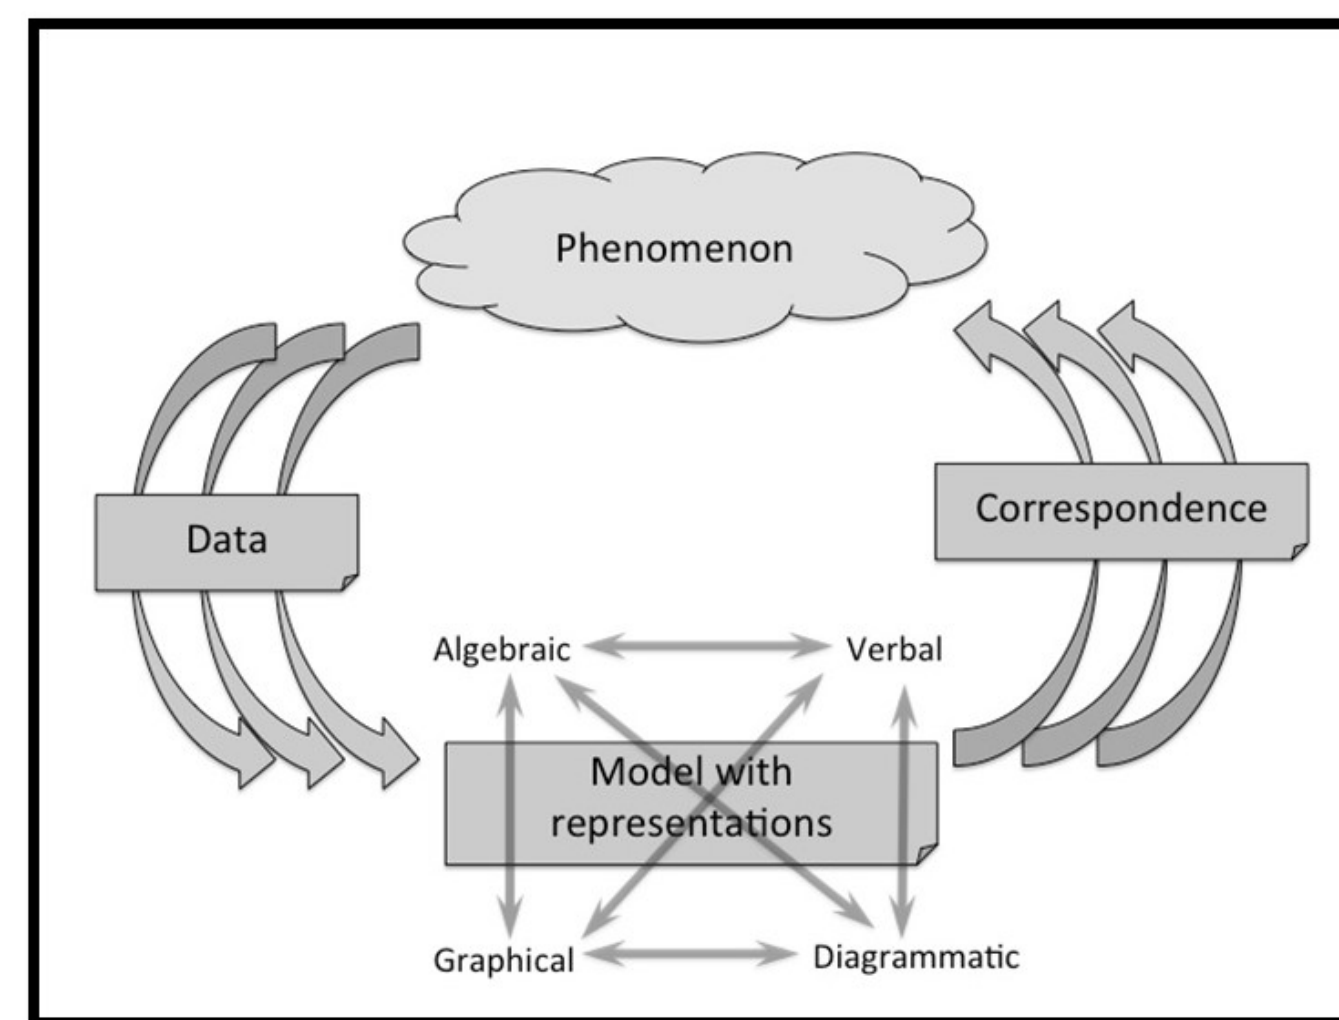 Phenomenon
Data
Correspondence
Algebraic
Verbal
Model with
representations
Graphical
Diagrammatic